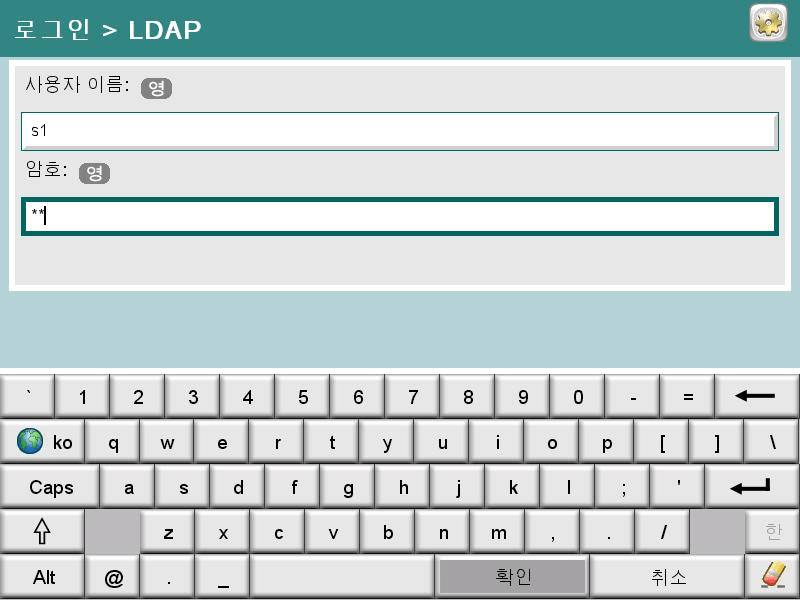 로그인 > LDAP
사용자 이름: 영
s1
암호: 영
**
` 1 2 3 4 5 6 7 8 9 0 - =
ko q w e r t y u i o p [ ] \
Caps a s d f g h j k l ; '
z x c v b n m , . / 한
Alt @ . _ 확인 취소